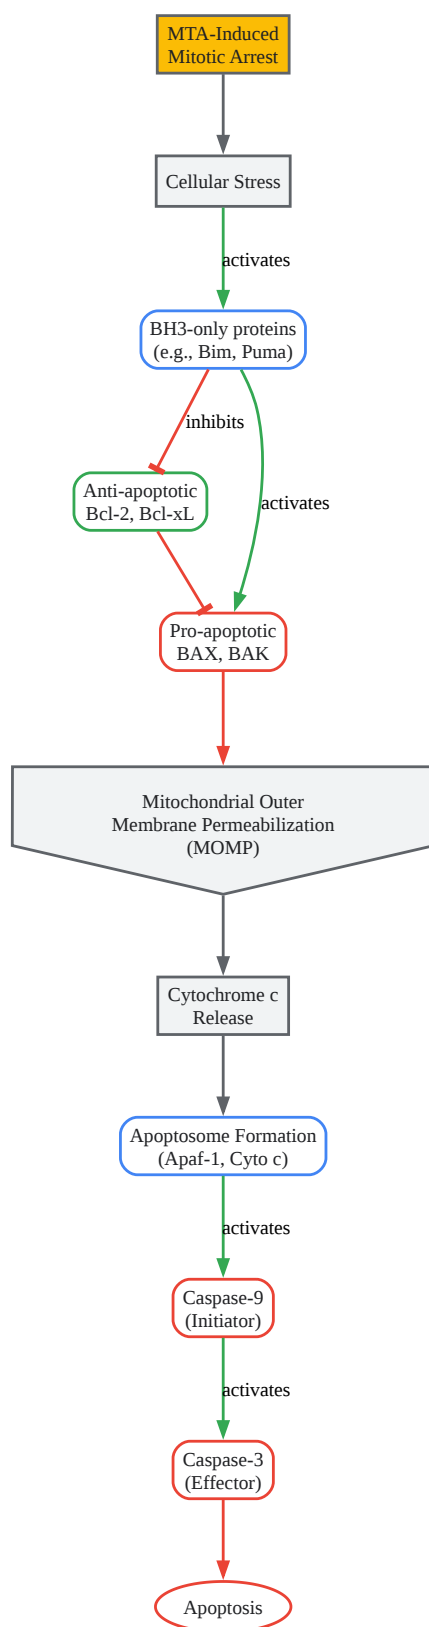 MTA-Induced
Mitotic Arrest
Cellular Stress
activates
BH3-only proteins
(e.g., Bim, Puma)
inhibits
Anti-apoptotic
Bcl-2, Bcl-xL
activates
Pro-apoptotic
BAX, BAK
Mitochondrial Outer
Membrane Permeabilization
(MOMP)
Cytochrome c
Release
Apoptosome Formation
(Apaf-1, Cyto c)
activates
Caspase-9
(Initiator)
activates
Caspase-3
(Effector)
Apoptosis